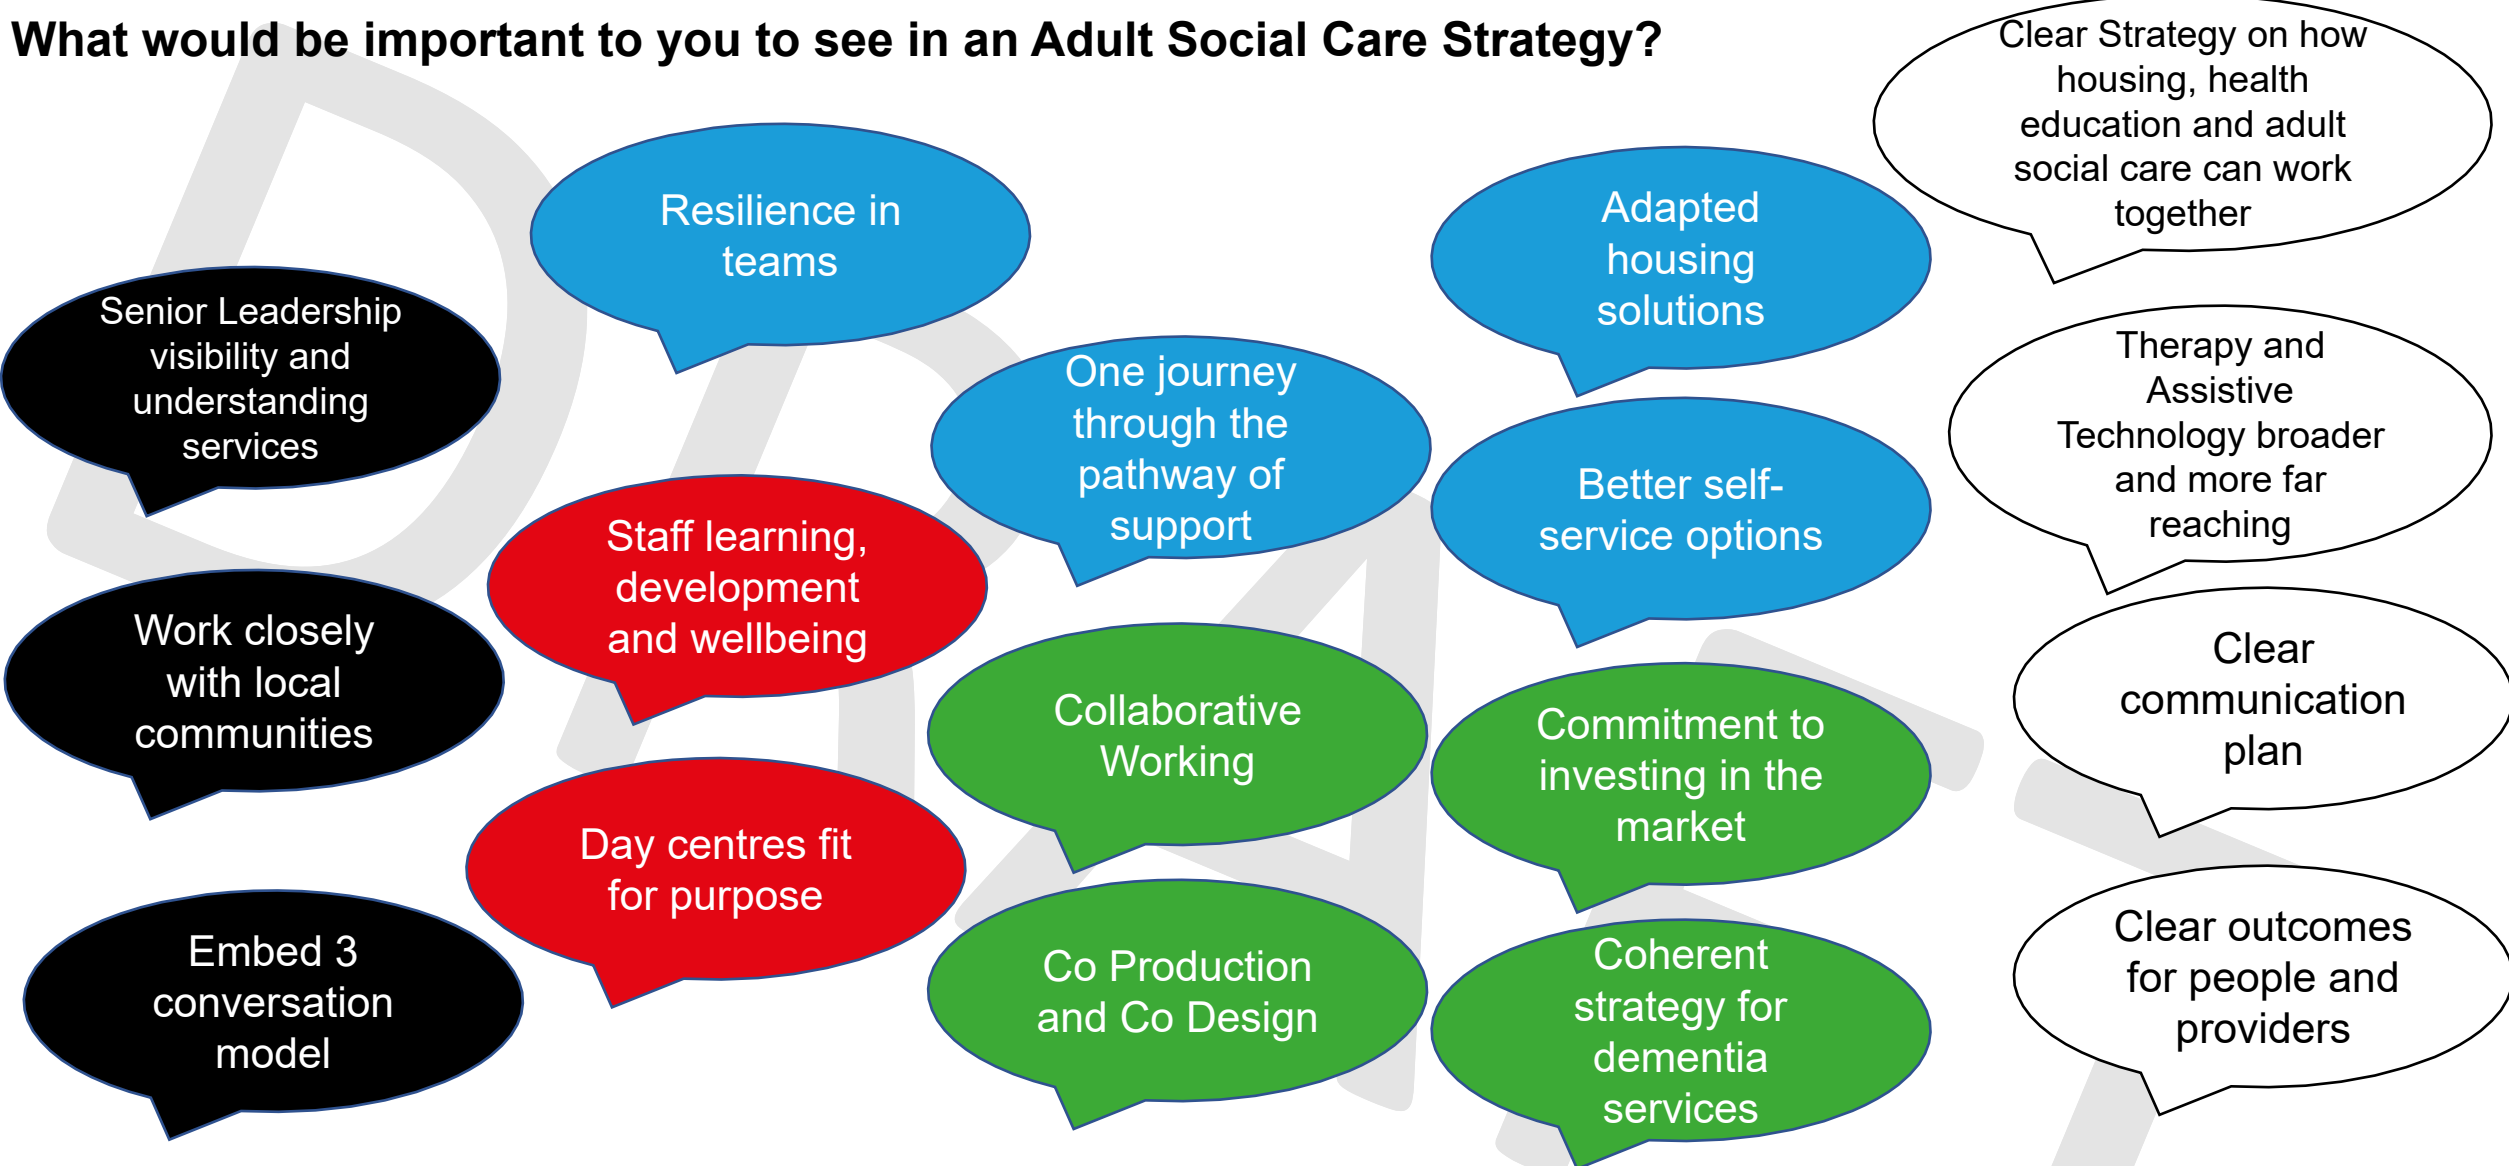 What would be important to you to see in an Adult Social Care Strategy?
Clear Strategy on how
housing, health
education and adult
social care can work
together
Resilience in
teams
Adapted
housing
solutions
Senior Leadership
visibility and
understanding
services
One journey
through the
pathway of
support
Therapy and
Assistive
Technology broader
and more far
reaching
Better self-
service options
Staff learning,
development
and wellbeing
Work closely
with local
communities
Collaborative
Working
Commitment to
investing in the
market
Clear
communication
plan
Day centres fit
for purpose
Embed 3
conversation
model
Co Production
and Co Design
Coherent
strategy for
dementia
services
Clear outcomes
for people and
providers
DRAFT